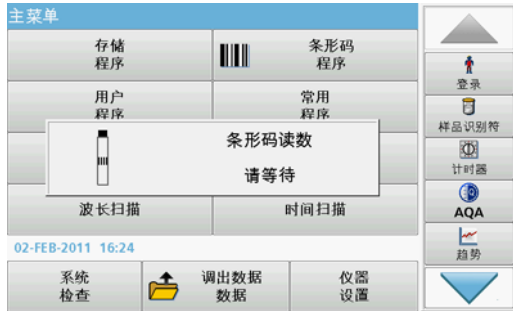 主菜单
存储
程序
条形码
程序
用户
程序
常用
程序
条形码读数
请等待
波长扫描
时间扫描
02-FEB-2011 16:24
系统
检查
调出数据
数据
仪器
设置
登录
样品识别符
计时器
AQA
趋势